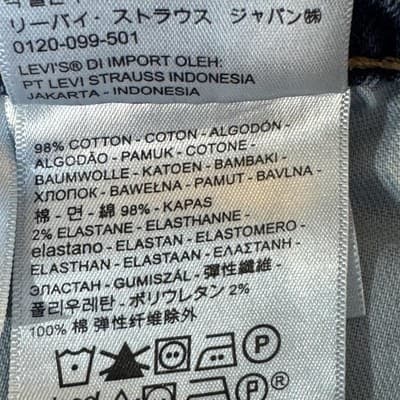 リーバイ・ストラウス ジャパン㈱
0120-099-501
LEVI'S® DI IMPORT OLEH:
PT LEVI STRAUSS INDONESIA
JAKARTA - INDONESIA
98% COTTON - COTON - ALGODÓN -
ALGODÃO - PAMUK - COTONE -
BAUMWOLLE - KATOEN - BAMBAKI -
ХЛОПОК - BAWEŁNA - PAMUT - BAVLNA -
棉 - 면 - 綿 98% - KAPAS
2% ELASTANE - ELASTHANNE -
elastano - ELASTAN - ELASTOMERO -
ELASTHAN - ELASTAAN - ΕΛΑΣΤΑΝΗ -
ЭЛАСТАН - GUMISZÁL - 彈性纖維 -
폴리우레탄 - ポリウレタン 2%
100% 棉 弹性纤维除外
P
P®